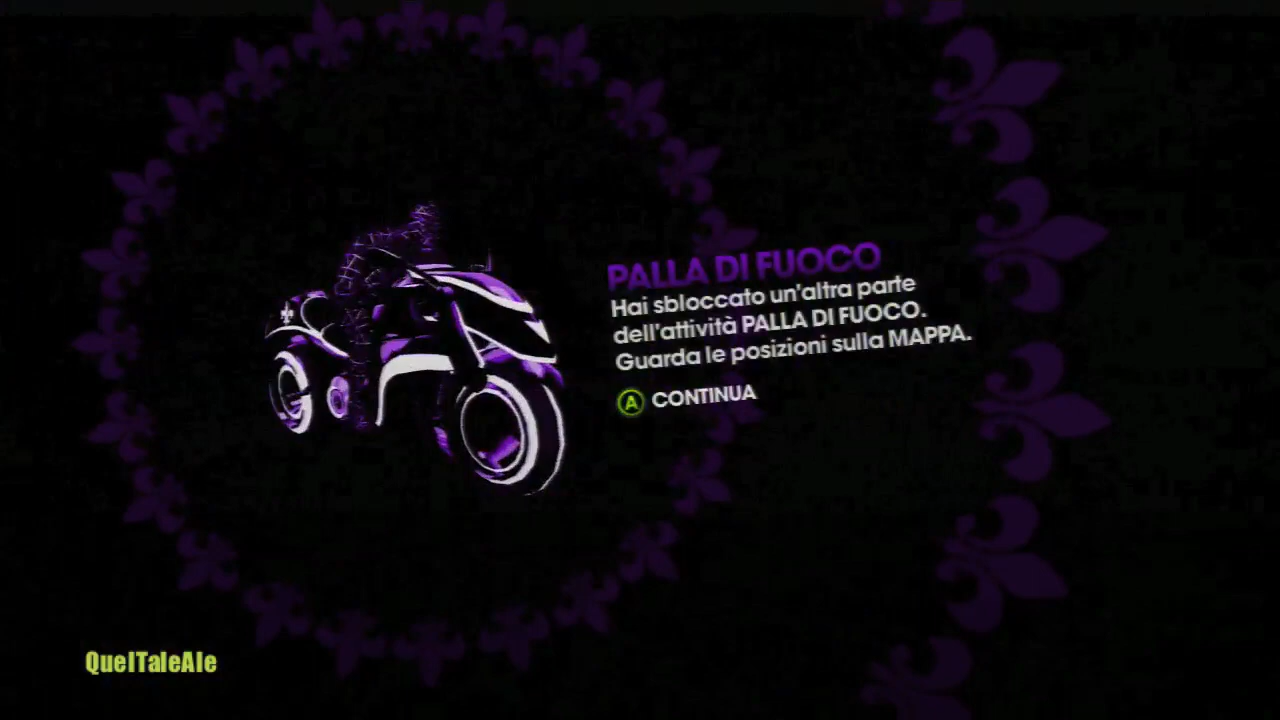 PALLA DI FUOCO
Hai sbloccato un'altra parte
dell'attività PALLA DI FUOCO.
Guarda le posizioni sulla MAPPA.
A CONTINUA
QuelTaleAle